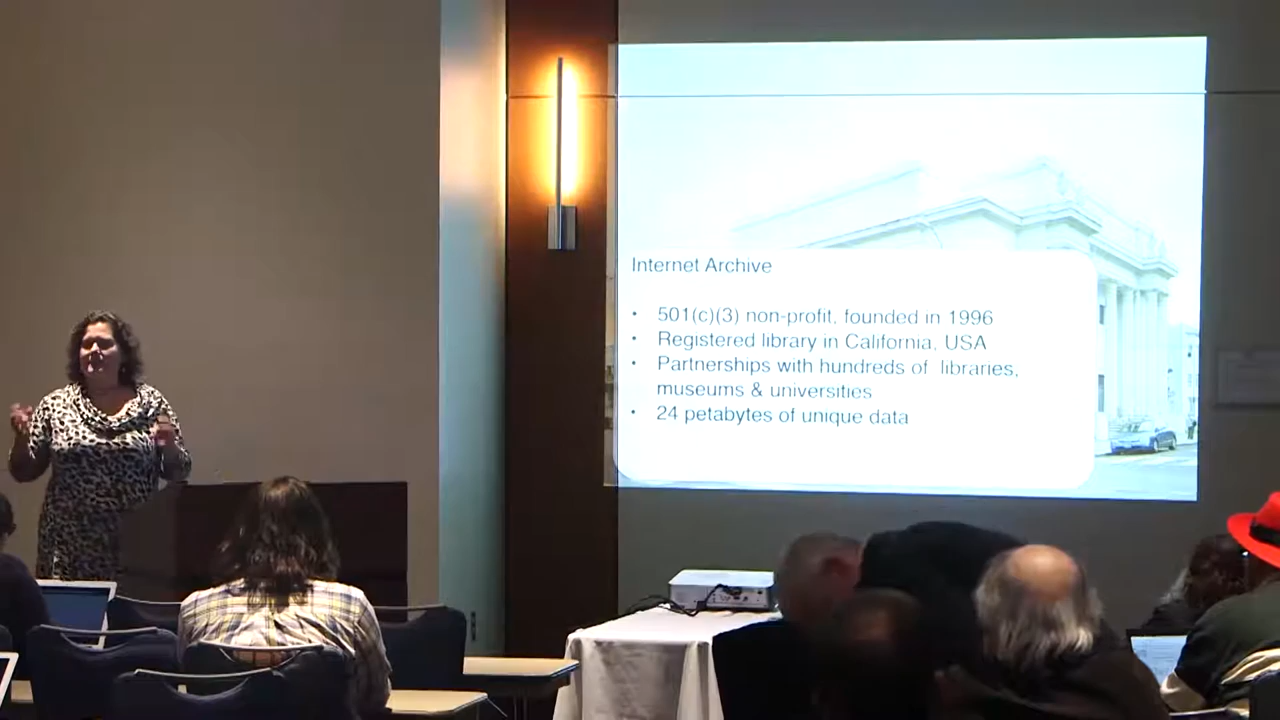 Internet Archive
• 501(c)(3) non-profit, founded in 1996
• Registered library in California, USA
• Partnerships with hundreds of libraries,
museums & universities
• 24 petabytes of unique data